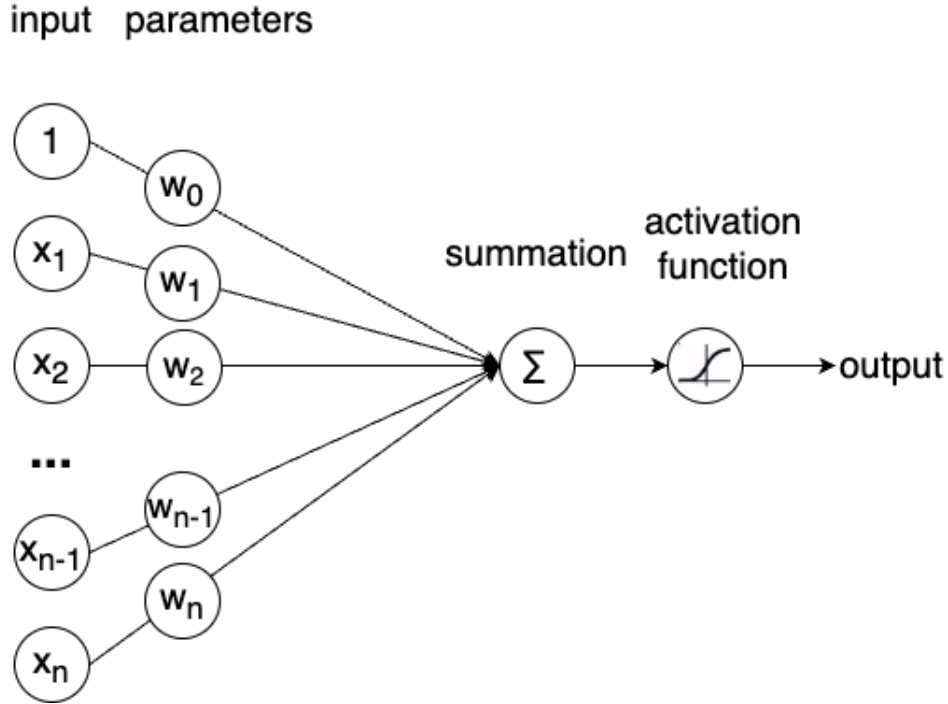 input parameters
1
w₀
x₁
w₁
x₂
w₂
...
xₙ₋₁
wₙ₋₁
xₙ
wₙ
summation
activation
function
Σ
output